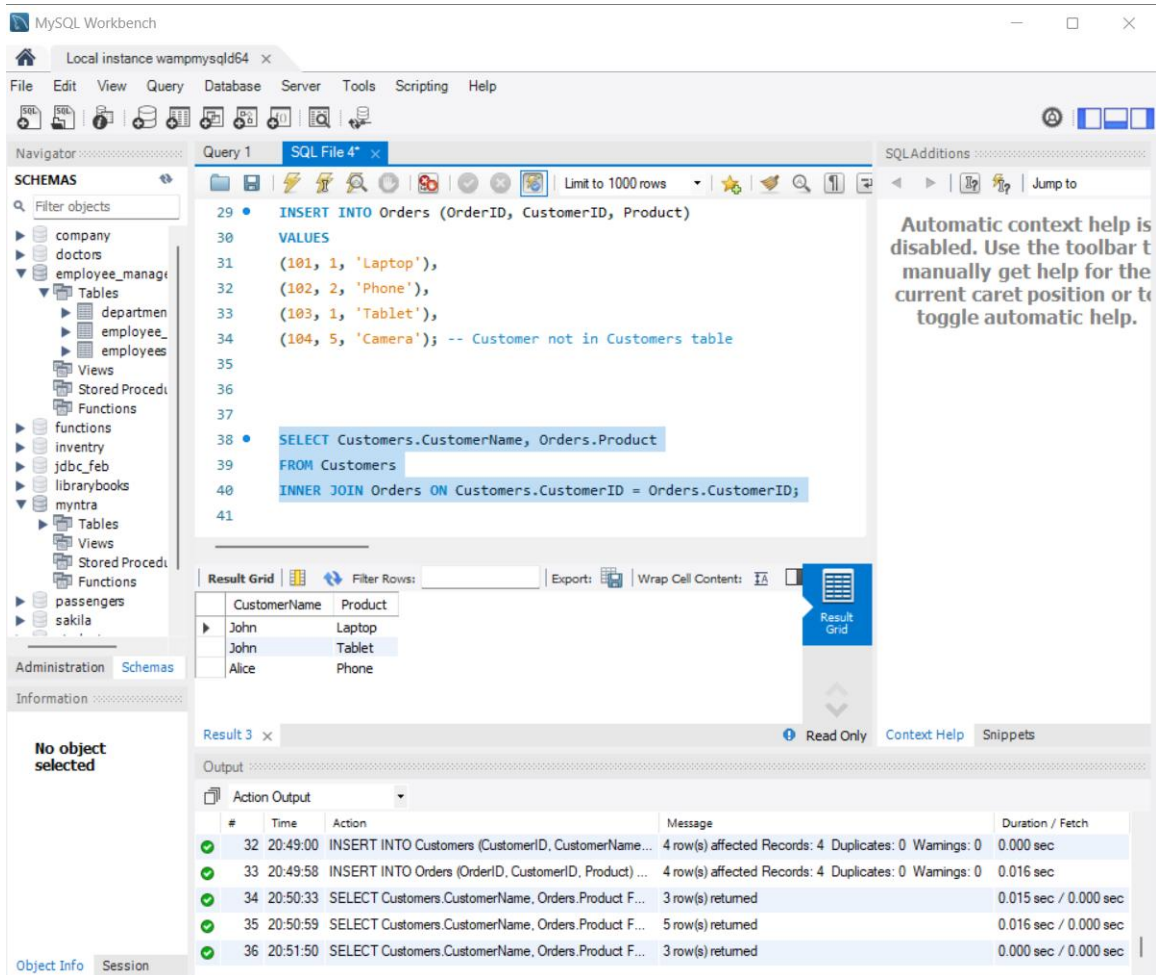 MySQL Workbench
Local instance wampmysqld64 ×
File Edit View Query Database Server Tools Scripting Help
Navigator
SCHEMAS
Filter objects
company
doctors
employee_manage
Tables
departmen
employee_
employees
Views
Stored Procedu
Functions
functions
inventry
jdbc_feb
librarybooks
myntra
Tables
Views
Stored Procedu
Functions
passengers
sakila
Administration Schemas
Information
No object
selected
Object Info Session
Query 1 SQL File 4* ×
Limit to 1000 rows
29 INSERT INTO Orders (OrderID, CustomerID, Product)
30 VALUES
31 (101, 1, 'Laptop'),
32 (102, 2, 'Phone'),
33 (103, 1, 'Tablet'),
34 (104, 5, 'Camera'); -- Customer not in Customers table
35
36
37
38 SELECT Customers.CustomerName, Orders.Product
39 FROM Customers
40 INNER JOIN Orders ON Customers.CustomerID = Orders.CustomerID;
41
Result Grid Filter Rows: Export: Wrap Cell Content:
CustomerName Product
John Laptop
John Tablet
Alice Phone
Result
Grid
Result 3 × Read Only
SQLAdditions
Jump to
Automatic context help is
disabled. Use the toolbar t
manually get help for the
current caret position or to
toggle automatic help.
Context Help Snippets
Output
Action Output
# Time Action Message Duration / Fetch
32 20:49:00 INSERT INTO Customers (CustomerID, CustomerName... 4 row(s) affected Records: 4 Duplicates: 0 Warnings: 0 0.000 sec
33 20:49:58 INSERT INTO Orders (OrderID, CustomerID, Product) ... 4 row(s) affected Records: 4 Duplicates: 0 Warnings: 0 0.016 sec
34 20:50:33 SELECT Customers.CustomerName, Orders.Product F... 3 row(s) returned 0.015 sec / 0.000 sec
35 20:50:59 SELECT Customers.CustomerName, Orders.Product F... 5 row(s) returned 0.016 sec / 0.000 sec
36 20:51:50 SELECT Customers.CustomerName, Orders.Product F... 3 row(s) returned 0.000 sec / 0.000 sec